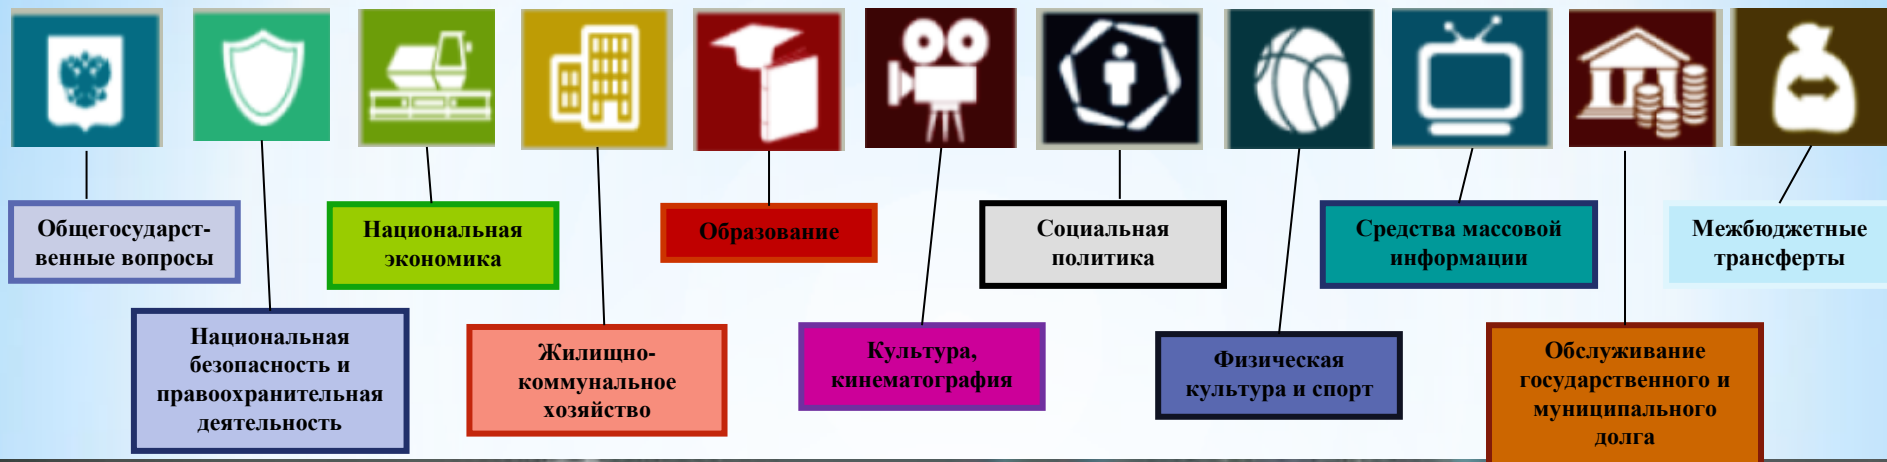 Общегосударст-
венные вопросы
Национальная
безопасность и
правоохранительная
деятельность
Национальная
экономика
Жилищно-
коммунальное
хозяйство
Образование
Культура,
кинематография
Социальная
политика
Физическая
культура и спорт
Средства массовой
информации
Обслуживание
государственного и
муниципального
долга
Межбюджетные
трансферты